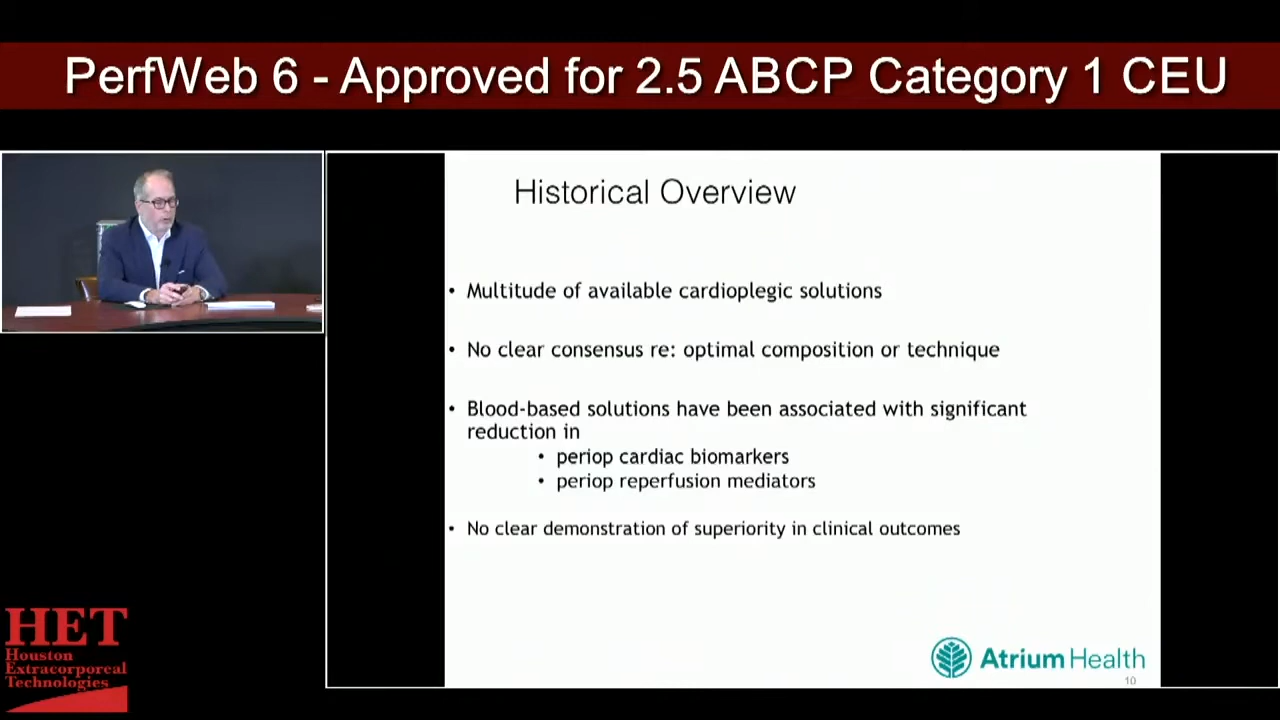 PerfWeb 6 - Approved for 2.5 ABCP Category 1 CEU
Historical Overview
• Multitude of available cardioplegic solutions
• No clear consensus re: optimal composition or technique
• Blood-based solutions have been associated with significant
reduction in
• periop cardiac biomarkers
• periop reperfusion mediators
• No clear demonstration of superiority in clinical outcomes
Atrium Health
10
HET
Houston
Extracorporeal
Technologies